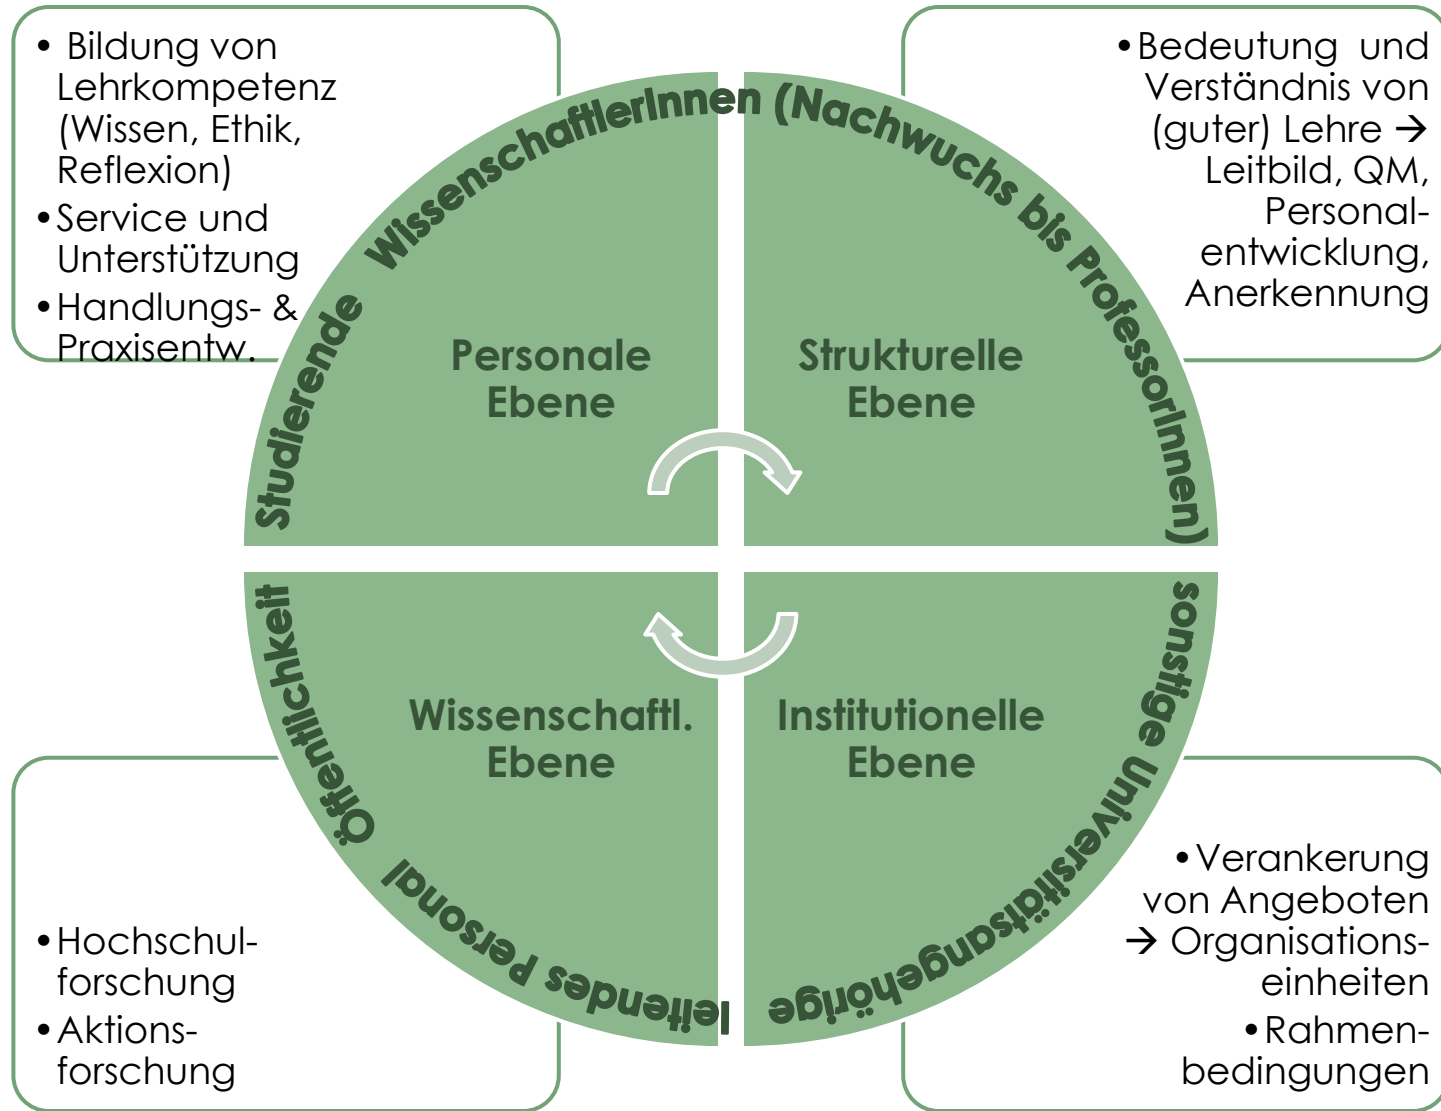 • Bildung von
Lehrkompetenz
(Wissen, Ethik,
Reflexion)
• Service und
Unterstützung
• Handlungs- &
Praxisentw.
• Bedeutung und
Verständnis von
(guter) Lehre →
Leitbild, QM,
Personal-
entwicklung,
Anerkennung
Studierende WissenschaftlerInnen (Nachwuchs bis ProfessorInnen)
sonstige Universitätsangehörige
leitendes Personal Öffentlichkeit
Personale
Ebene
Strukturelle
Ebene
Wissenschaftl.
Ebene
Institutionelle
Ebene
• Hochschul-
forschung
• Aktions-
forschung
• Verankerung
von Angeboten
→ Organisations-
einheiten
• Rahmen-
bedingungen